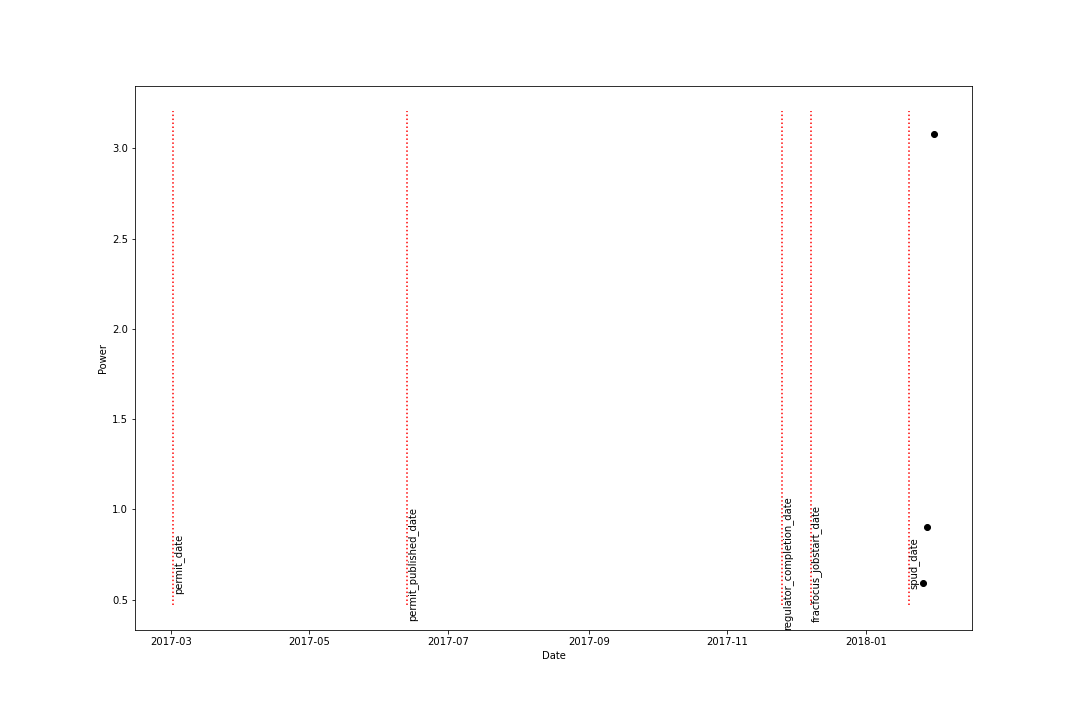 3.0
2.5
2.0
1.5
1.0
0.5
Power
permit_date
permit_published_date
regulator_completion_date
fracfocus_jobstart_date
spud_date
2017-03
2017-05
2017-07
2017-09
2017-11
2018-01
Date